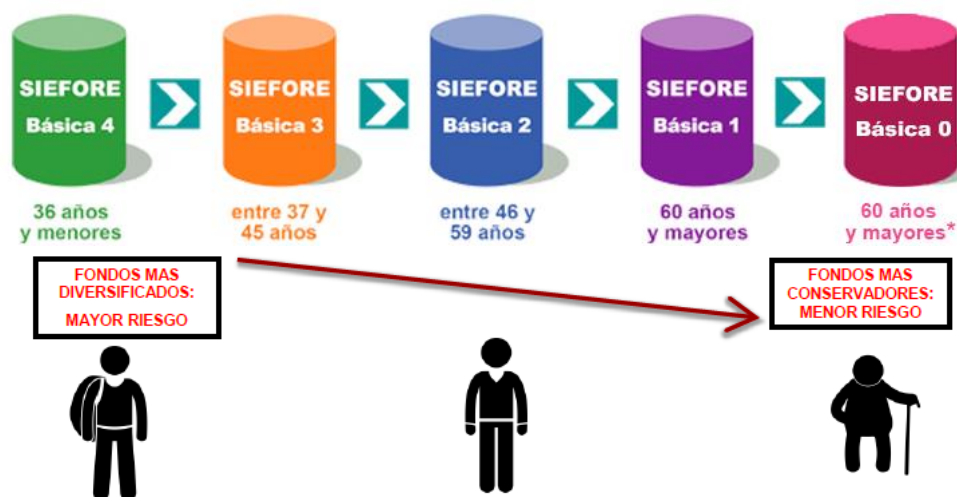 SIEFORE
Básica 4
SIEFORE
Básica 3
SIEFORE
Básica 2
SIEFORE
Básica 1
SIEFORE
Básica 0
36 años
y menores
entre 37 y
45 años
entre 46 y
59 años
60 años
y mayores
60 años
y mayores*
FONDOS MAS
DIVERSIFICADOS:
MAYOR RIESGO
FONDOS MAS
CONSERVADORES:
MENOR RIESGO